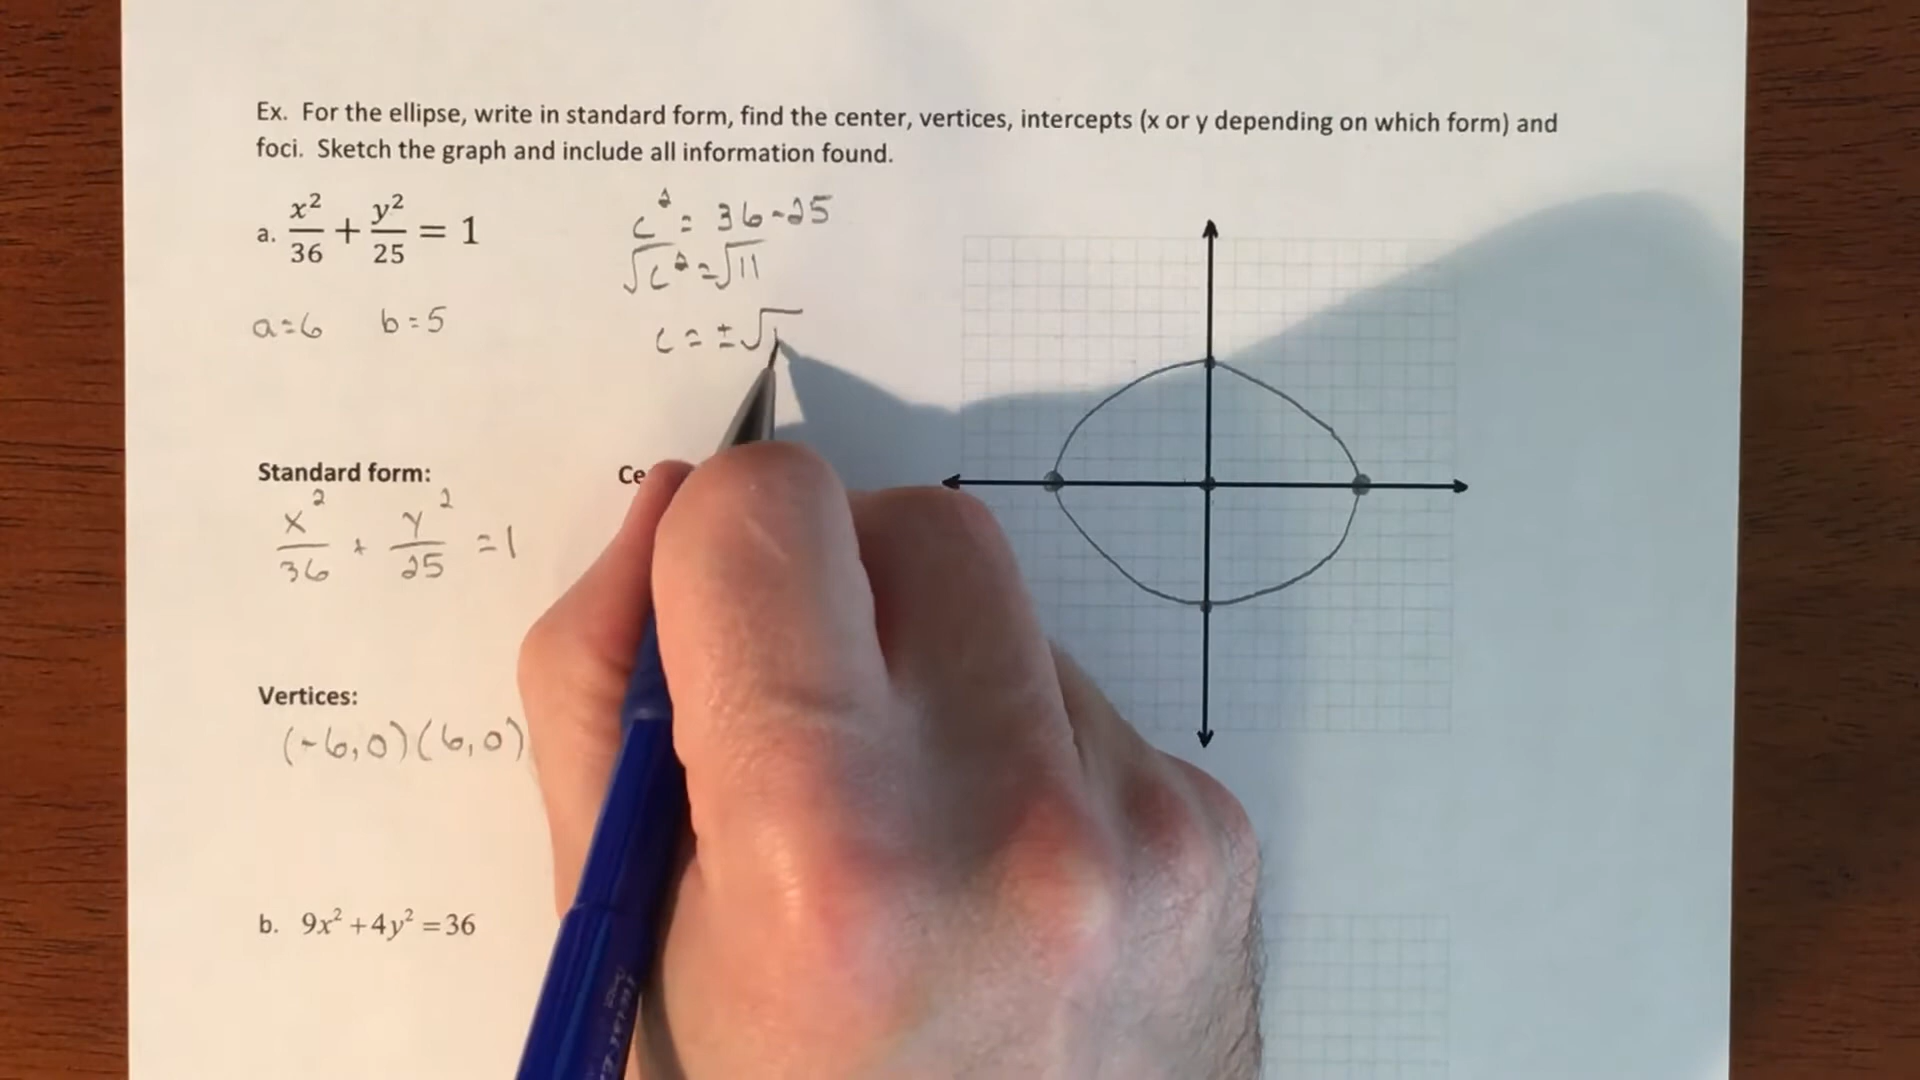 Ex. For the ellipse, write in standard form, find the center, vertices, intercepts (x or y depending on which form) and
foci. Sketch the graph and include all information found.
a. x²/36 + y²/25 = 1
c² = 36-25
√c² = √11
a=6 b=5
c = ±√
Standard form:
Ce
x²/36 + y²/25 = 1
Vertices:
(-6,0)(6,0)
b. 9x² + 4y² = 36